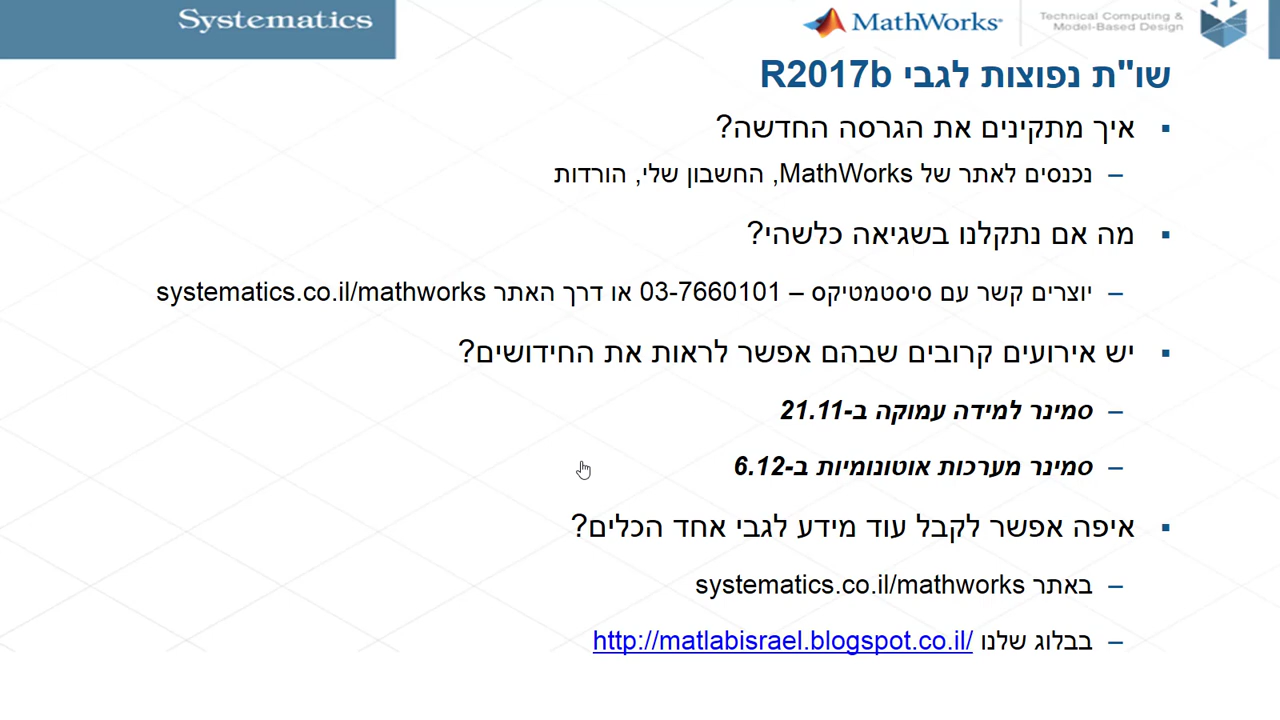 Systematics
MathWorks®
Technical Computing &
Model-Based Design
שו"ת נפוצות לגבי R2017b
▪ איך מתקינים את הגרסה החדשה?
– נכנסים לאתר של MathWorks, החשבון שלי, הורדות
▪ מה אם נתקלנו בשגיאה כלשהי?
– יוצרים קשר עם סיסטמטיקס – 03-7660101 או דרך האתר systematics.co.il/mathworks
▪ יש אירועים קרובים שבהם אפשר לראות את החידושים?
– סמינר למידה עמוקה ב-21.11
– סמינר מערכות אוטונומיות ב-6.12
▪ איפה אפשר לקבל עוד מידע לגבי אחד הכלים?
– באתר systematics.co.il/mathworks
– בבלוג שלנו http://matlabisrael.blogspot.co.il/